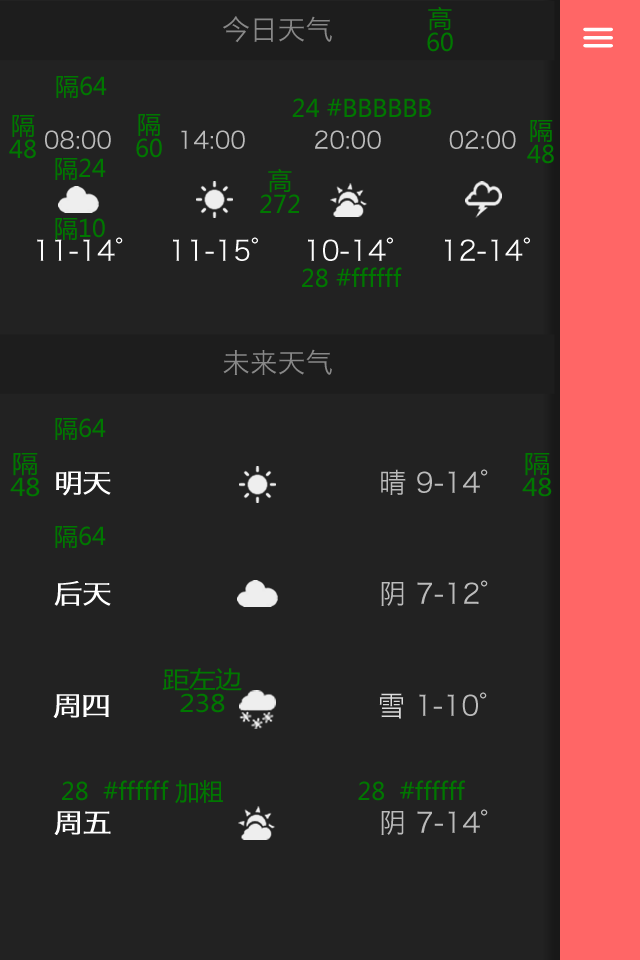 今日天气
高
60
隔64
24 #BBBBBB
隔
48
08:00
隔
60
14:00
20:00
02:00
隔
48
隔24
高
272
隔10
11-14°
11-15°
10-14°
12-14°
28 #ffffff
未来天气
隔64
隔
48
明天
晴 9-14°
隔
48
隔64
后天
阴 7-12°
距左边
238
周四
雪 1-10°
28 #ffffff 加粗
28 #ffffff
周五
阴 7-14°